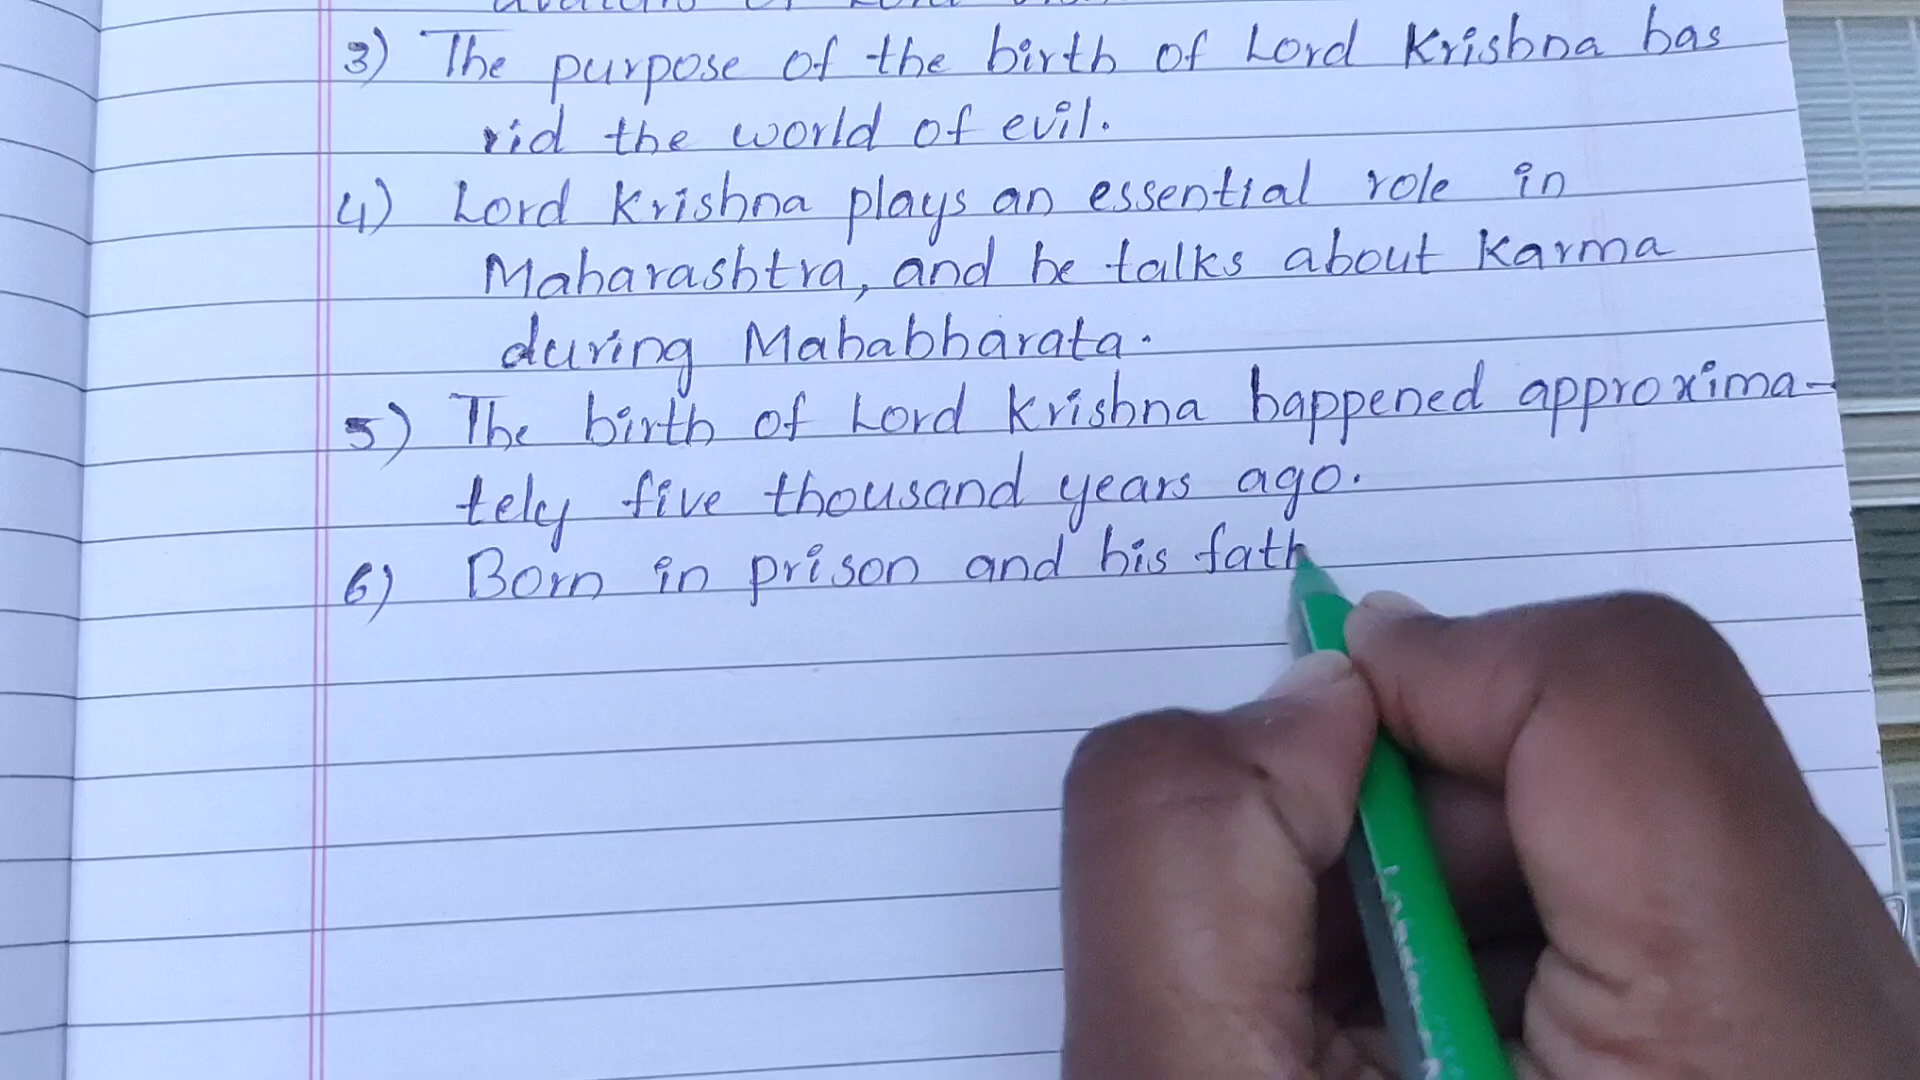 3) The purpose of the birth of Lord Krishna has
rid the world of evil.
4) Lord Krishna plays an essential role in
Maharashtra, and he talks about Karma
during Mahabharata.
5) The birth of Lord Krishna happened approxima-
tely five thousand years ago.
6) Born in prison and his fath